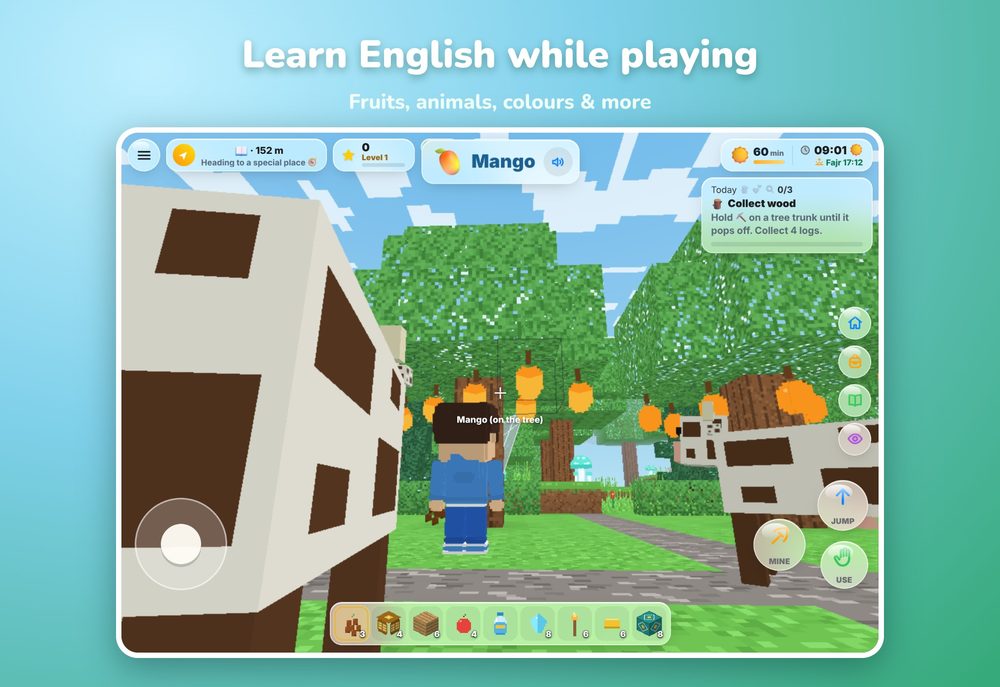 Learn English while playing
Fruits, animals, colours & more
· 152 m
Heading to a special place
0
Level 1
Mango
60 min
09:01
Fajr 17:12
Today 0/3
Collect wood
Hold on a tree trunk until it
pops off. Collect 4 logs.
Mango (on the tree)
JUMP
MINE
USE
3
4
6
4
8
6
6
8